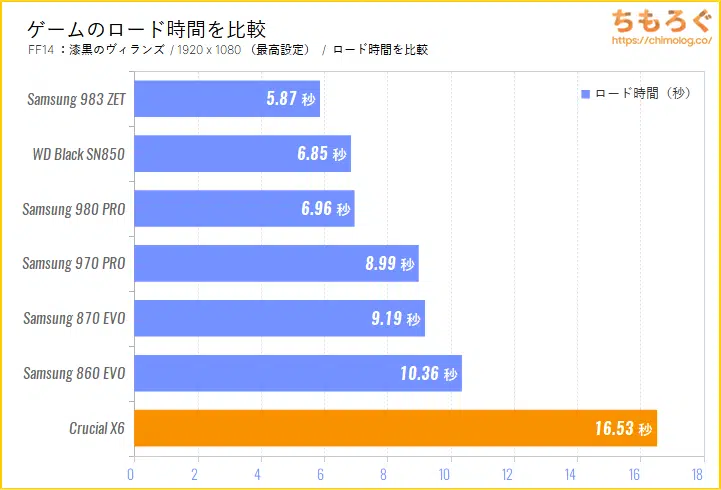 ゲームのロード時間を比較
ちもろぐ
https://chimolog.co/
FF14 : 漆黒のヴィランズ / 1920 x 1080 (最高設定) / ロード時間を比較
ロード時間(秒)
Samsung 983 ZET 5.87 秒
WD Black SN850 6.85 秒
Samsung 980 PRO 6.96 秒
Samsung 970 PRO 8.99 秒
Samsung 870 EVO 9.19 秒
Samsung 860 EVO 10.36 秒
Crucial X6 16.53 秒
0 2 4 6 8 10 12 14 16 18